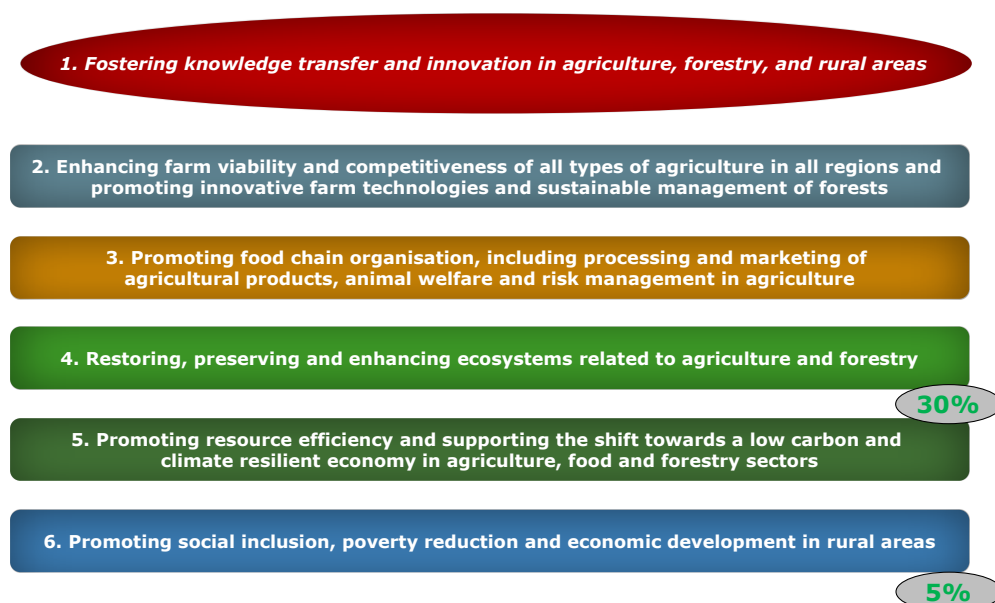 1. Fostering knowledge transfer and innovation in agriculture, forestry, and rural areas
2. Enhancing farm viability and competitiveness of all types of agriculture in all regions and
promoting innovative farm technologies and sustainable management of forests
3. Promoting food chain organisation, including processing and marketing of
agricultural products, animal welfare and risk management in agriculture
4. Restoring, preserving and enhancing ecosystems related to agriculture and forestry
30%
5. Promoting resource efficiency and supporting the shift towards a low carbon and
climate resilient economy in agriculture, food and forestry sectors
6. Promoting social inclusion, poverty reduction and economic development in rural areas
5%